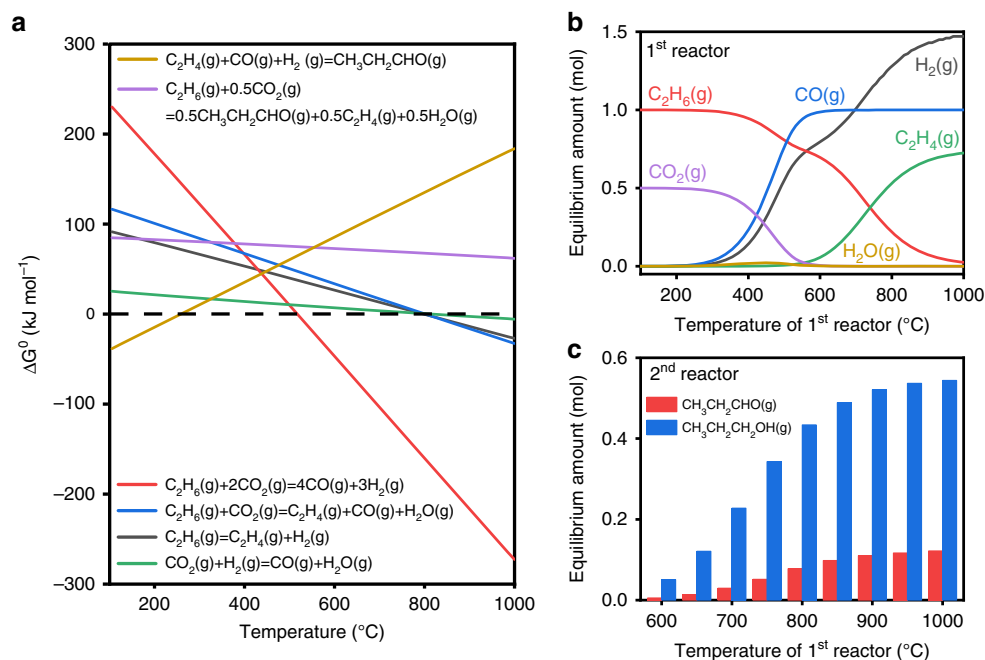 a
300
200
100
0
−100
−200
−300
ΔG⁰ (kJ mol⁻¹)
C₂H₄(g)+CO(g)+H₂ (g)=CH₃CH₂CHO(g)
C₂H₆(g)+0.5CO₂(g)
=0.5CH₃CH₂CHO(g)+0.5C₂H₄(g)+0.5H₂O(g)
C₂H₆(g)+2CO₂(g)=4CO(g)+3H₂(g)
C₂H₆(g)+CO₂(g)=C₂H₄(g)+CO(g)+H₂O(g)
C₂H₆(g)=C₂H₄(g)+H₂(g)
CO₂(g)+H₂(g)=CO(g)+H₂O(g)
200 400 600 800 1000
Temperature (°C)
b
1.5
1.0
0.5
0.0
Equilibrium amount (mol)
1ˢᵗ reactor
H₂(g)
C₂H₆(g)
CO(g)
C₂H₄(g)
CO₂(g)
H₂O(g)
200 400 600 800 1000
Temperature of 1ˢᵗ reactor (°C)
c
0.6
0.4
0.2
0.0
Equilibrium amount (mol)
2ⁿᵈ reactor
CH₃CH₂CHO(g)
CH₃CH₂CH₂OH(g)
600 700 800 900 1000
Temperature of 1ˢᵗ reactor (°C)